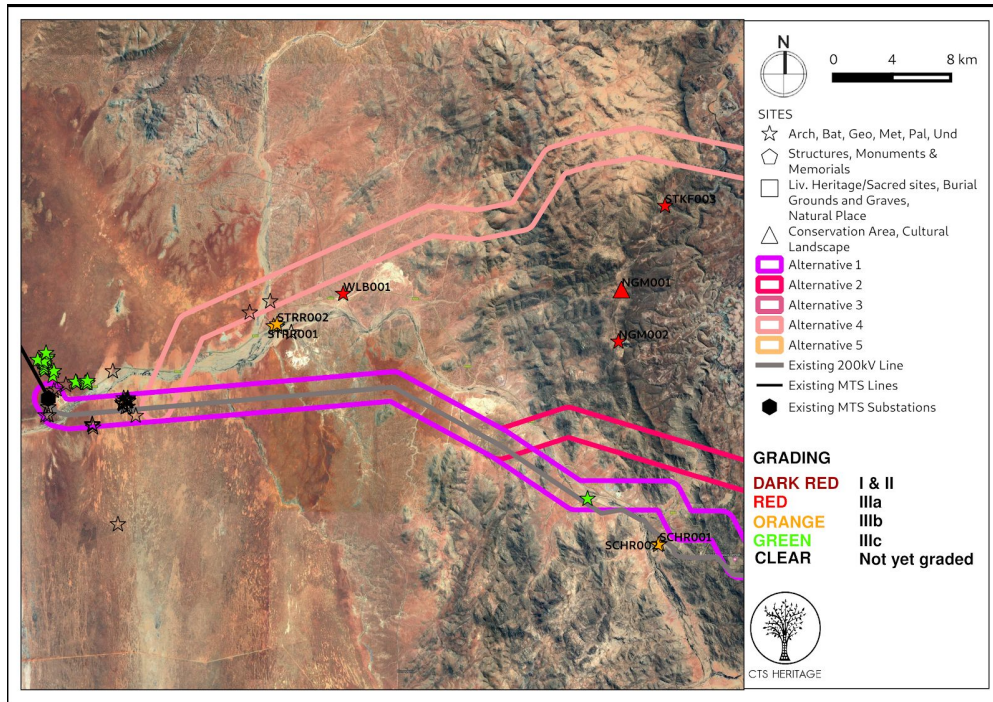 N
0 4 8 km
SITES
Arch, Bat, Geo, Met, Pal, Und
Structures, Monuments &
Memorials
Liv. Heritage/Sacred sites, Burial
Grounds and Graves,
Natural Place
Conservation Area, Cultural
Landscape
Alternative 1
Alternative 2
Alternative 3
Alternative 4
Alternative 5
Existing 200kV Line
Existing MTS Lines
Existing MTS Substations
GRADING
DARK RED I & II
RED IIIa
ORANGE IIIb
GREEN IIIc
CLEAR Not yet graded
CTS HERITAGE
STKF003
NGM001
WLB001
STRR002
STRR001
NGM002
SCHR001
SCHR002